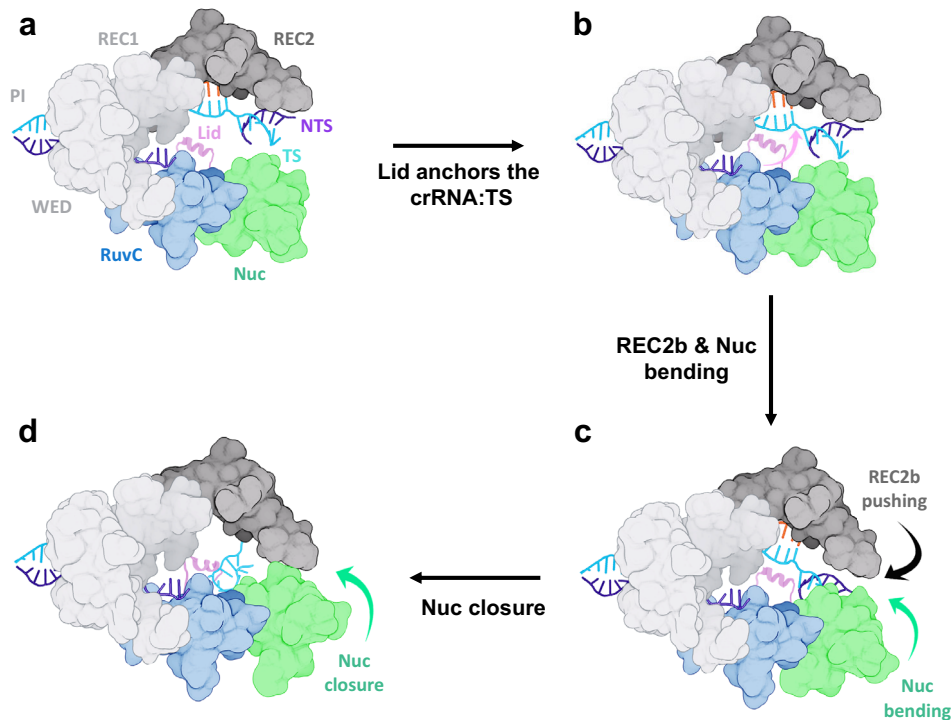 a
REC1
REC2
PI
NTS
Lid
TS
WED
RuvC
Nuc
Lid anchors the
crRNA:TS
b
REC2b & Nuc
bending
c
REC2b
pushing
Nuc
bending
Nuc closure
d
Nuc
closure